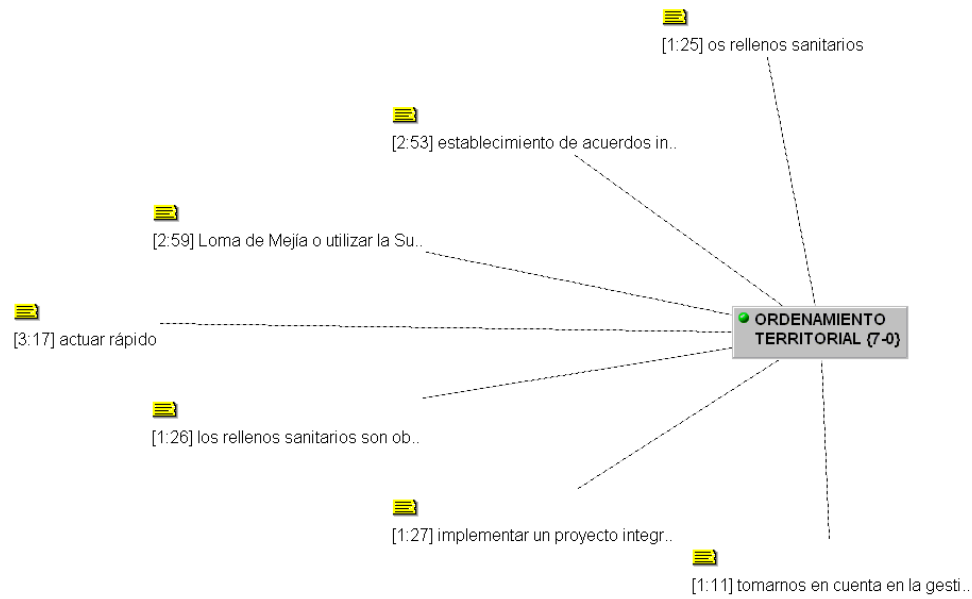 [1:25] os rellenos sanitarios
[2:53] establecimiento de acuerdos in..
[2:59] Loma de Mejía o utilizar la Su..
ORDENAMIENTO
TERRITORIAL {7-0}
[3:17] actuar rápido
[1:26] los rellenos sanitarios son ob..
[1:27] implementar un proyecto integr..
[1:11] tomarnos en cuenta en la gesti..